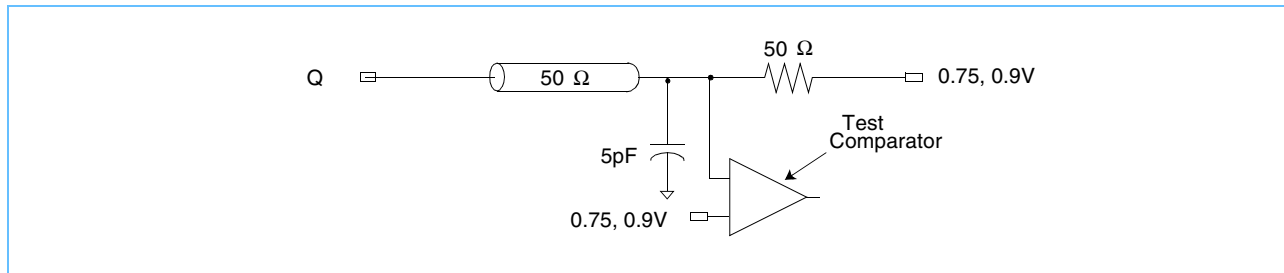 50 Ω
Q
50 Ω
0.75, 0.9V
Test
Comparator
5pF
0.75, 0.9V